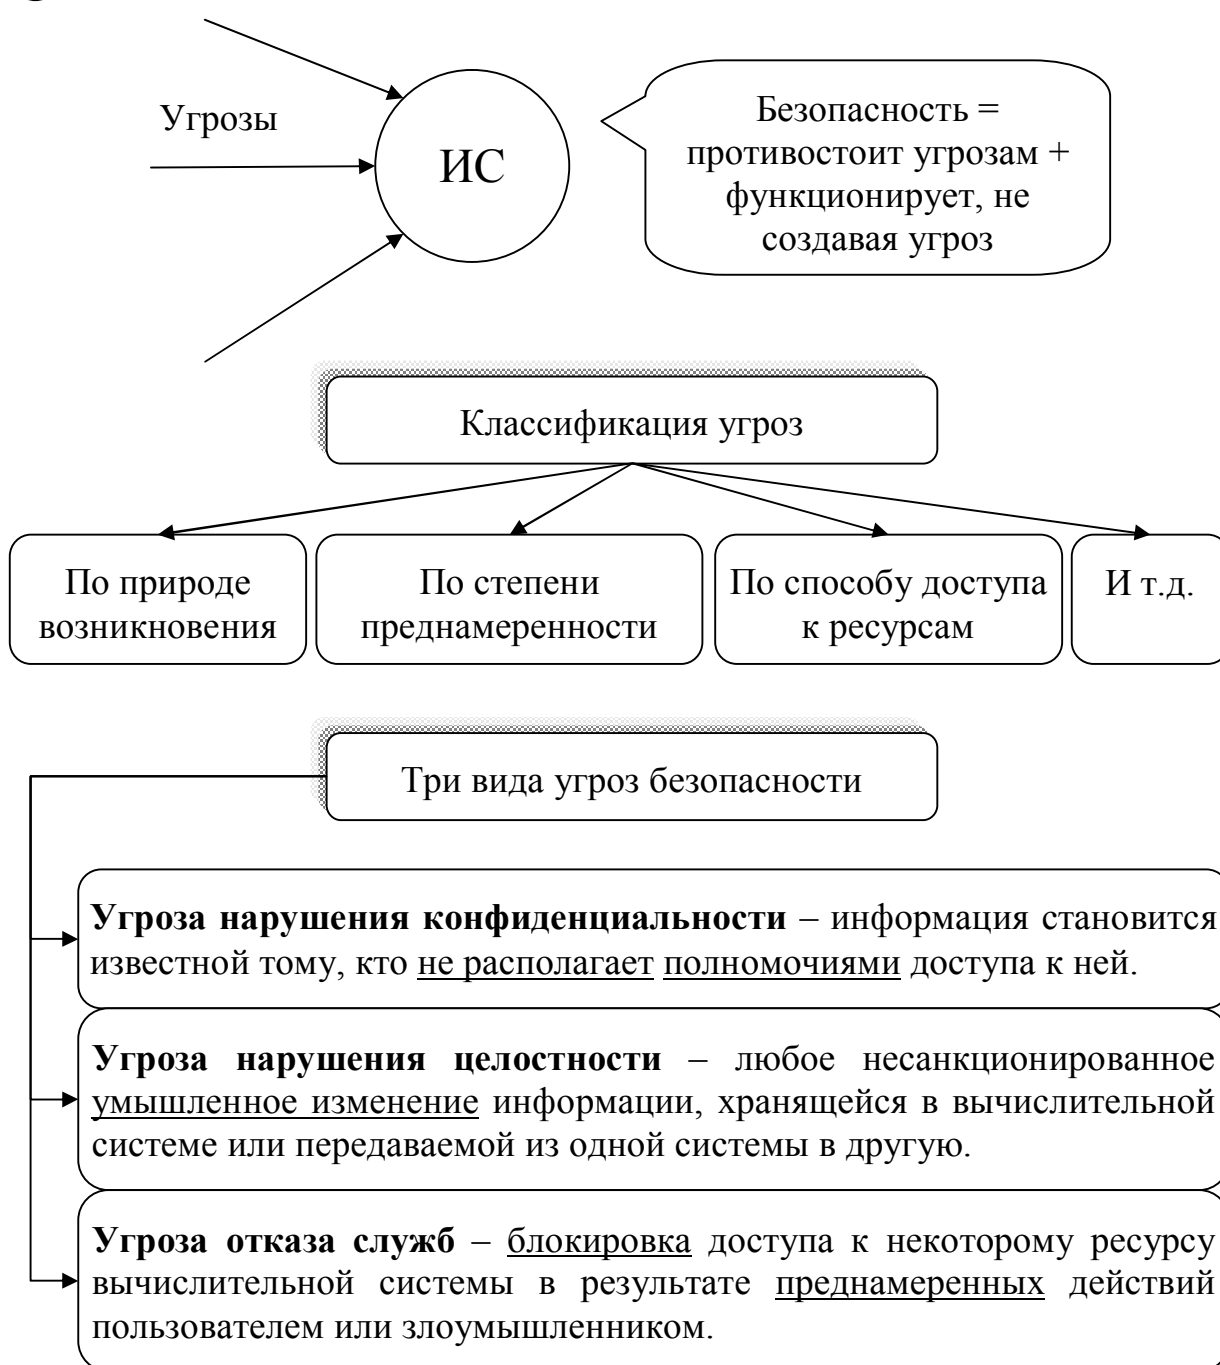 Угрозы
ИС
Безопасность =
противостоит угрозам +
функционирует, не
создавая угроз
Классификация угроз
По природе
возникновения
По степени
преднамеренности
По способу доступа
к ресурсам
И т.д.
Три вида угроз безопасности
Угроза нарушения конфиденциальности – информация становится
известной тому, кто не располагает полномочиями доступа к ней.
Угроза нарушения целостности – любое несанкционированное
умышленное изменение информации, хранящейся в вычислительной
системе или передаваемой из одной системы в другую.
Угроза отказа служб – блокировка доступа к некоторому ресурсу
вычислительной системы в результате преднамеренных действий
пользователем или злоумышленником.